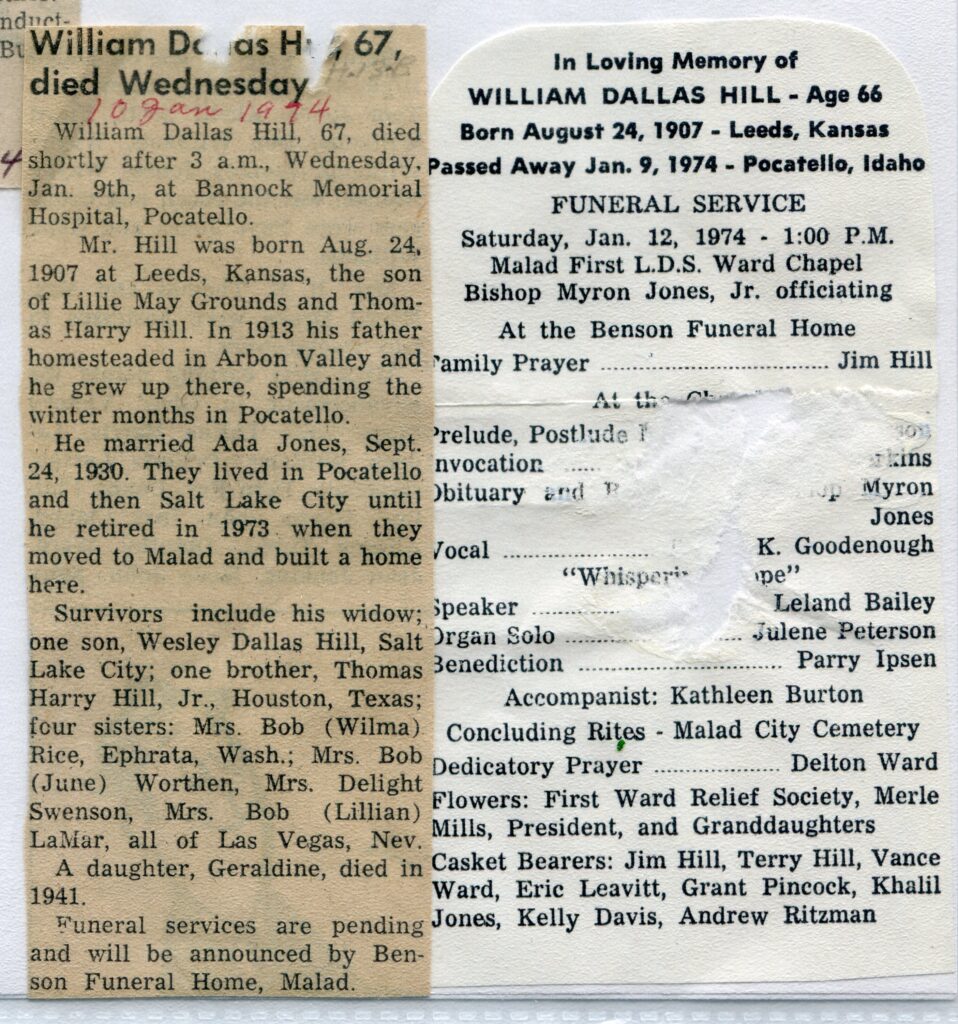 nduct-
Bu
4
William D as H , 67,
died Wednesday
10 Jan 1974
William Dallas Hill, 67, died
shortly after 3 a.m., Wednesday,
Jan. 9th, at Bannock Memorial
Hospital, Pocatello.
Mr. Hill was born Aug. 24,
1907 at Leeds, Kansas, the son
of Lillie May Grounds and Thom-
as Harry Hill. In 1913 his father
homesteaded in Arbon Valley and
he grew up there, spending the
winter months in Pocatello.
He married Ada Jones, Sept.
24, 1930. They lived in Pocatello
and then Salt Lake City until
he retired in 1973 when they
moved to Malad and built a home
here.
Survivors include his widow;
one son, Wesley Dallas Hill, Salt
Lake City; one brother, Thomas
Harry Hill, Jr., Houston, Texas;
four sisters: Mrs. Bob (Wilma)
Rice, Ephrata, Wash.; Mrs. Bob
(June) Worthen, Mrs. Delight
Swenson, Mrs. Bob (Lillian)
LaMar, all of Las Vegas, Nev.
A daughter, Geraldine, died in
1941.
Funeral services are pending
and will be announced by Ben-
son Funeral Home, Malad.
In Loving Memory of
WILLIAM DALLAS HILL - Age 66
Born August 24, 1907 - Leeds, Kansas
Passed Away Jan. 9, 1974 - Pocatello, Idaho
FUNERAL SERVICE
Saturday, Jan. 12, 1974 - 1:00 P.M.
Malad First L.D.S. Ward Chapel
Bishop Myron Jones, Jr. officiating
At the Benson Funeral Home
Family Prayer ........ Jim Hill
At the
Prelude, Postlude
Invocation ..... rkins
Obituary and Myron
Jones
Vocal ........ K. Goodenough
"Whispering ope"
Speaker ........ Leland Bailey
Organ Solo ........ Julene Peterson
Benediction ........ Parry Ipsen
Accompanist: Kathleen Burton
Concluding Rites - Malad City Cemetery
Dedicatory Prayer ........ Delton Ward
Flowers: First Ward Relief Society, Merle
Mills, President, and Granddaughters
Casket Bearers: Jim Hill, Terry Hill, Vance
Ward, Eric Leavitt, Grant Pincock, Khalil
Jones, Kelly Davis, Andrew Ritzman